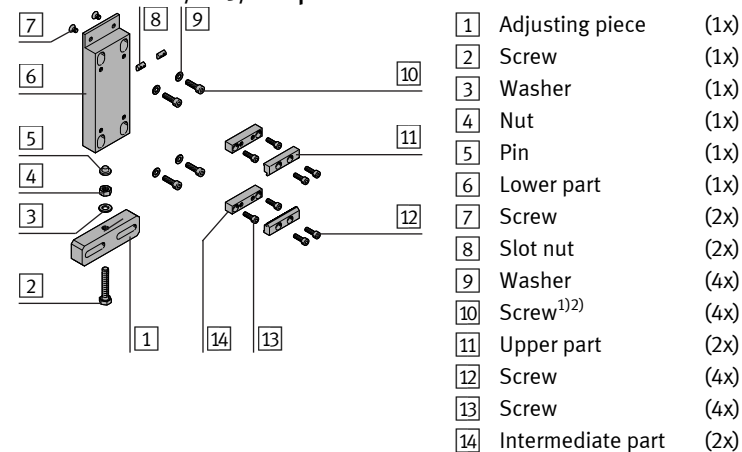 7
8
9
6
10
11
5
4
3
12
2
1
14
13
1 Adjusting piece (1x)
2 Screw (1x)
3 Washer (1x)
4 Nut (1x)
5 Pin (1x)
6 Lower part (1x)
7 Screw (2x)
8 Slot nut (2x)
9 Washer (4x)
10 Screw1)2) (4x)
11 Upper part (2x)
12 Screw (4x)
13 Screw (4x)
14 Intermediate part (2x)